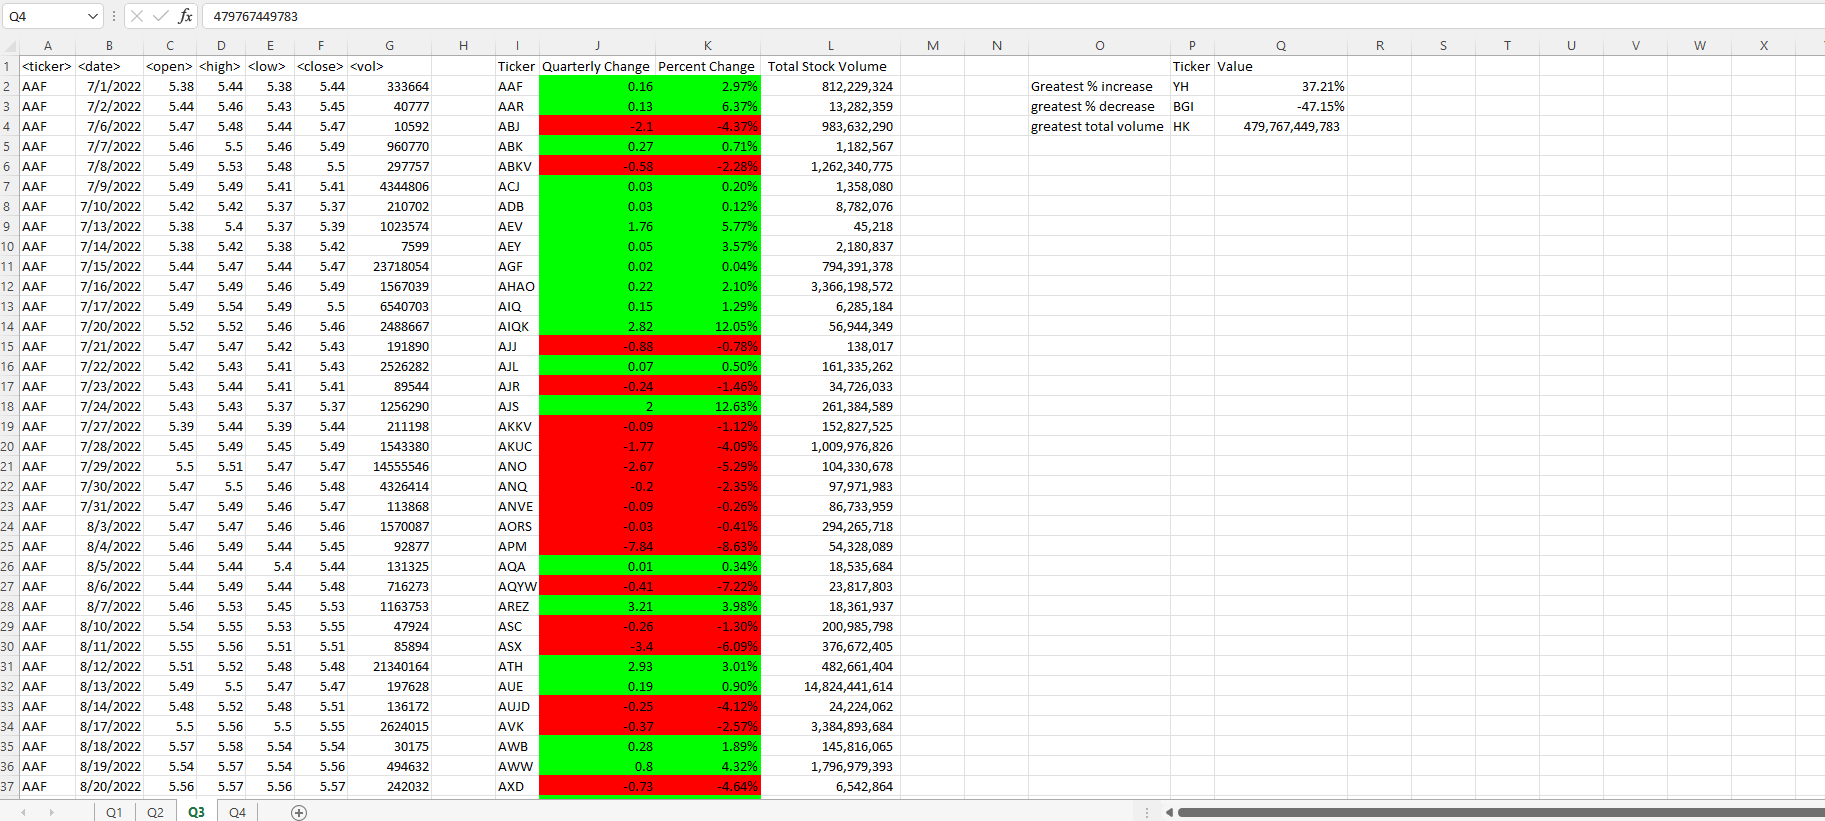 Q4 fx 479767449783
A B C D E F G H I J K L M N O P Q R S T U V W X
1 <ticker> <date> <open> <high> <low> <close> <vol> Ticker Quarterly Change Percent Change Total Stock Volume Ticker Value
2 AAF 7/1/2022 5.38 5.44 5.38 5.44 333664 AAF 0.16 2.97% 812,229,324 Greatest % increase YH 37.21%
3 AAF 7/2/2022 5.44 5.46 5.43 5.45 40777 AAR 0.13 6.37% 13,282,359 greatest % decrease BGI -47.15%
4 AAF 7/6/2022 5.47 5.48 5.44 5.47 10592 ABJ -2.1 -4.37% 983,632,290 greatest total volume HK 479,767,449,783
5 AAF 7/7/2022 5.46 5.5 5.46 5.49 960770 ABK 0.27 0.71% 1,182,567
6 AAF 7/8/2022 5.49 5.53 5.48 5.5 297757 ABKV -0.58 -2.28% 1,262,340,775
7 AAF 7/9/2022 5.49 5.49 5.41 5.41 4344806 ACJ 0.03 0.20% 1,358,080
8 AAF 7/10/2022 5.42 5.42 5.37 5.37 210702 ADB 0.03 0.12% 8,782,076
9 AAF 7/13/2022 5.38 5.4 5.37 5.39 1023574 AEV 1.76 5.77% 45,218
10 AAF 7/14/2022 5.38 5.42 5.38 5.42 7599 AEY 0.05 3.57% 2,180,837
11 AAF 7/15/2022 5.44 5.47 5.44 5.47 23718054 AGF 0.02 0.04% 794,391,378
12 AAF 7/16/2022 5.47 5.49 5.46 5.49 1567039 AHAO 0.22 2.10% 3,366,198,572
13 AAF 7/17/2022 5.49 5.54 5.49 5.5 6540703 AIQ 0.15 1.29% 6,285,184
14 AAF 7/20/2022 5.52 5.52 5.46 5.46 2488667 AIQK 2.82 12.05% 56,944,349
15 AAF 7/21/2022 5.47 5.47 5.42 5.43 191890 AJJ -0.88 -0.78% 138,017
16 AAF 7/22/2022 5.42 5.43 5.41 5.43 2526282 AJL 0.07 0.50% 161,335,262
17 AAF 7/23/2022 5.43 5.44 5.41 5.41 89544 AJR -0.24 -1.46% 34,726,033
18 AAF 7/24/2022 5.43 5.43 5.37 5.37 1256290 AJS 2 12.63% 261,384,589
19 AAF 7/27/2022 5.39 5.44 5.39 5.44 211198 AKKV -0.09 -1.12% 152,827,525
20 AAF 7/28/2022 5.45 5.49 5.45 5.49 1543380 AKUC -1.77 -4.09% 1,009,976,826
21 AAF 7/29/2022 5.5 5.51 5.47 5.47 14555546 ANO -2.67 -5.29% 104,330,678
22 AAF 7/30/2022 5.47 5.5 5.46 5.48 4326414 ANQ -0.2 -2.35% 97,971,983
23 AAF 7/31/2022 5.47 5.49 5.46 5.47 113868 ANVE -0.09 -0.26% 86,733,959
24 AAF 8/3/2022 5.47 5.47 5.46 5.46 1570087 AORS -0.03 -0.41% 294,265,718
25 AAF 8/4/2022 5.46 5.49 5.44 5.45 92877 APM -7.84 -8.63% 54,328,089
26 AAF 8/5/2022 5.44 5.44 5.4 5.44 131325 AQA 0.01 0.34% 18,535,684
27 AAF 8/6/2022 5.44 5.49 5.44 5.48 716273 AQYW -0.41 -7.22% 23,817,803
28 AAF 8/7/2022 5.46 5.53 5.45 5.53 1163753 AREZ 3.21 3.98% 18,361,937
29 AAF 8/10/2022 5.54 5.55 5.53 5.55 47924 ASC -0.26 -1.30% 200,985,798
30 AAF 8/11/2022 5.55 5.56 5.51 5.51 85894 ASX -3.4 -6.09% 376,672,405
31 AAF 8/12/2022 5.51 5.52 5.48 5.48 21340164 ATH 2.93 3.01% 482,661,404
32 AAF 8/13/2022 5.49 5.5 5.47 5.47 197628 AUE 0.19 0.90% 14,824,441,614
33 AAF 8/14/2022 5.48 5.52 5.48 5.51 136172 AUJD -0.25 -4.12% 24,224,062
34 AAF 8/17/2022 5.5 5.56 5.5 5.55 2624015 AVK -0.37 -2.57% 3,384,893,684
35 AAF 8/18/2022 5.57 5.58 5.54 5.54 30175 AWB 0.28 1.89% 145,816,065
36 AAF 8/19/2022 5.54 5.57 5.54 5.56 494632 AWW 0.8 4.32% 1,796,979,393
37 AAF 8/20/2022 5.56 5.57 5.56 5.57 242032 AXD -0.73 -4.64% 6,542,864
Q1 Q2 Q3 Q4